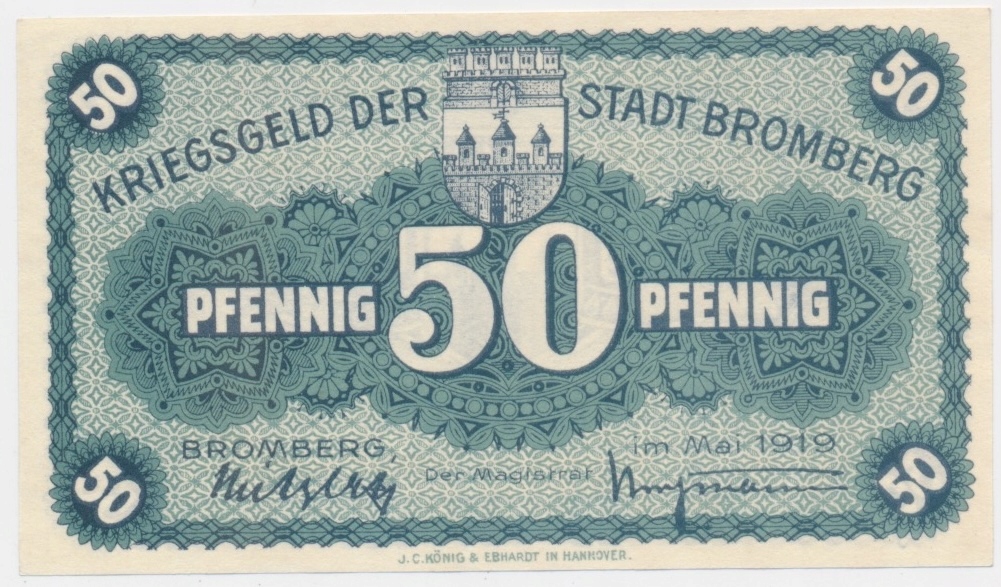 50
50
KRIEGSGELD DER STADT BROMBERG
PFENNIG 50 PFENNIG
BROMBERG, im Mai 1919
Der Magistrat
50
50
J.C.KÖNIG & EBHARDT IN HANNOVER.